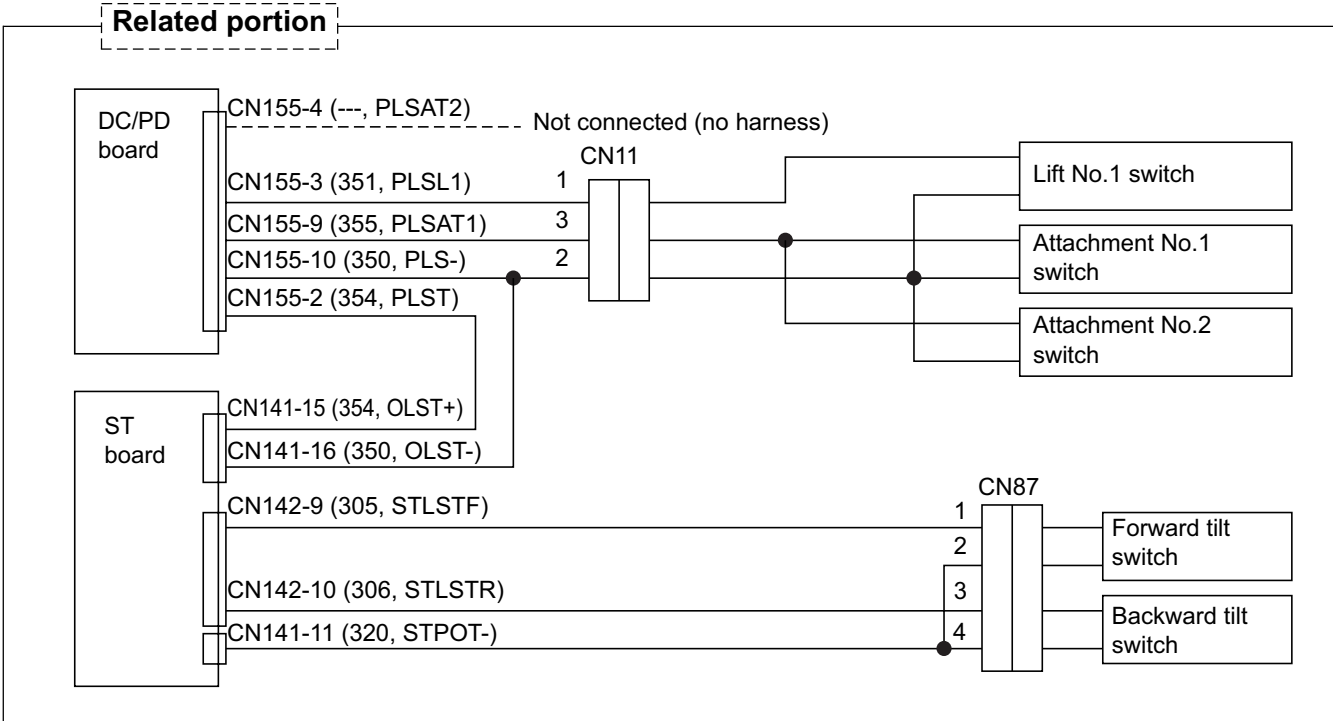 Related portion
DC/PD
board
CN155-4 (---, PLSAT2)
Not connected (no harness)
CN11
CN155-3 (351, PLSL1)
1
CN155-9 (355, PLSAT1)
3
CN155-10 (350, PLS-)
2
CN155-2 (354, PLST)
Lift No.1 switch
Attachment No.1
switch
Attachment No.2
switch
ST
board
CN141-15 (354, OLST+)
CN141-16 (350, OLST-)
CN142-9 (305, STLSTF)
CN87
1
2
CN142-10 (306, STLSTR)
3
CN141-11 (320, STPOT-)
4
Forward tilt
switch
Backward tilt
switch